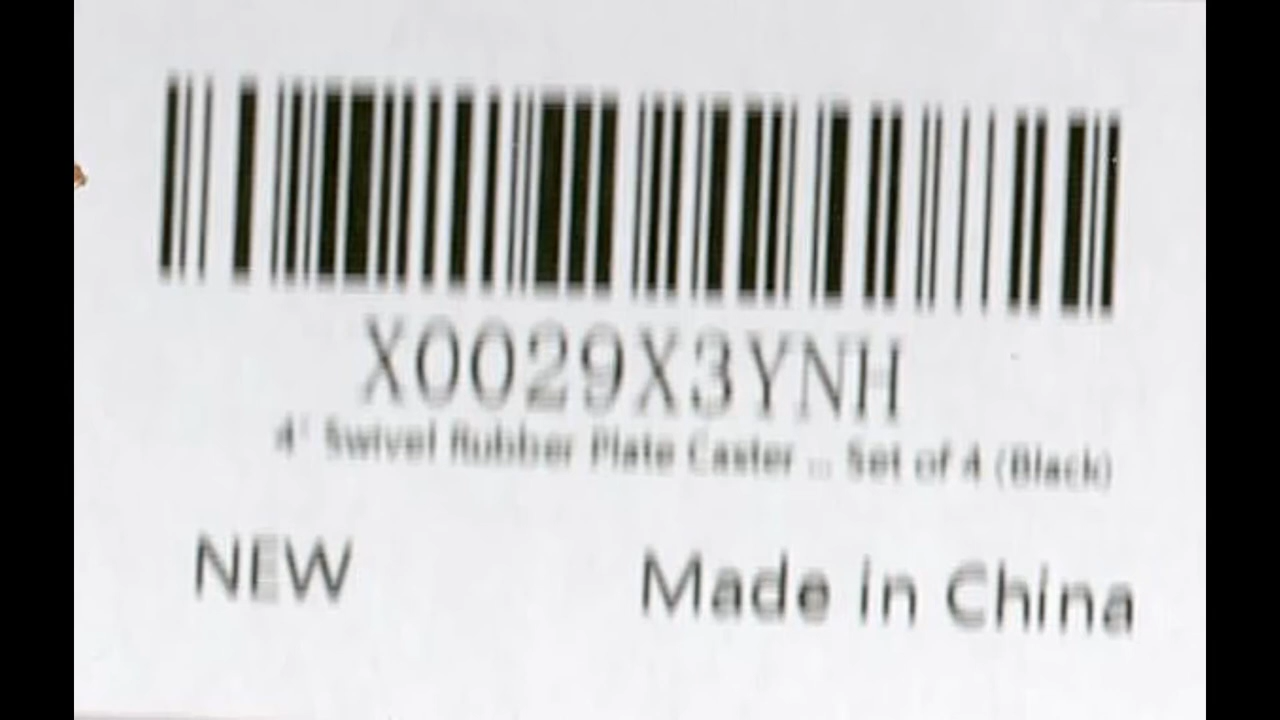 X0029X3YNH
4' Swivel Rubber Plate Caster ... Set of 4 (Black)
NEW
Made in China